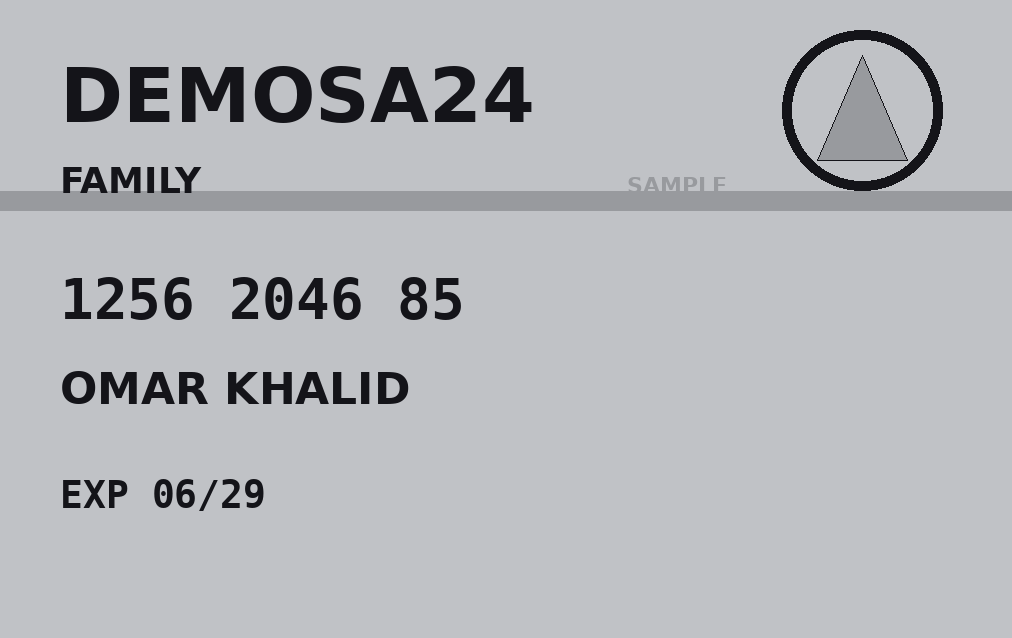 DEMOSA24
FAMILY
SAMPLE
1256 2046 85
OMAR KHALID
EXP 06/29